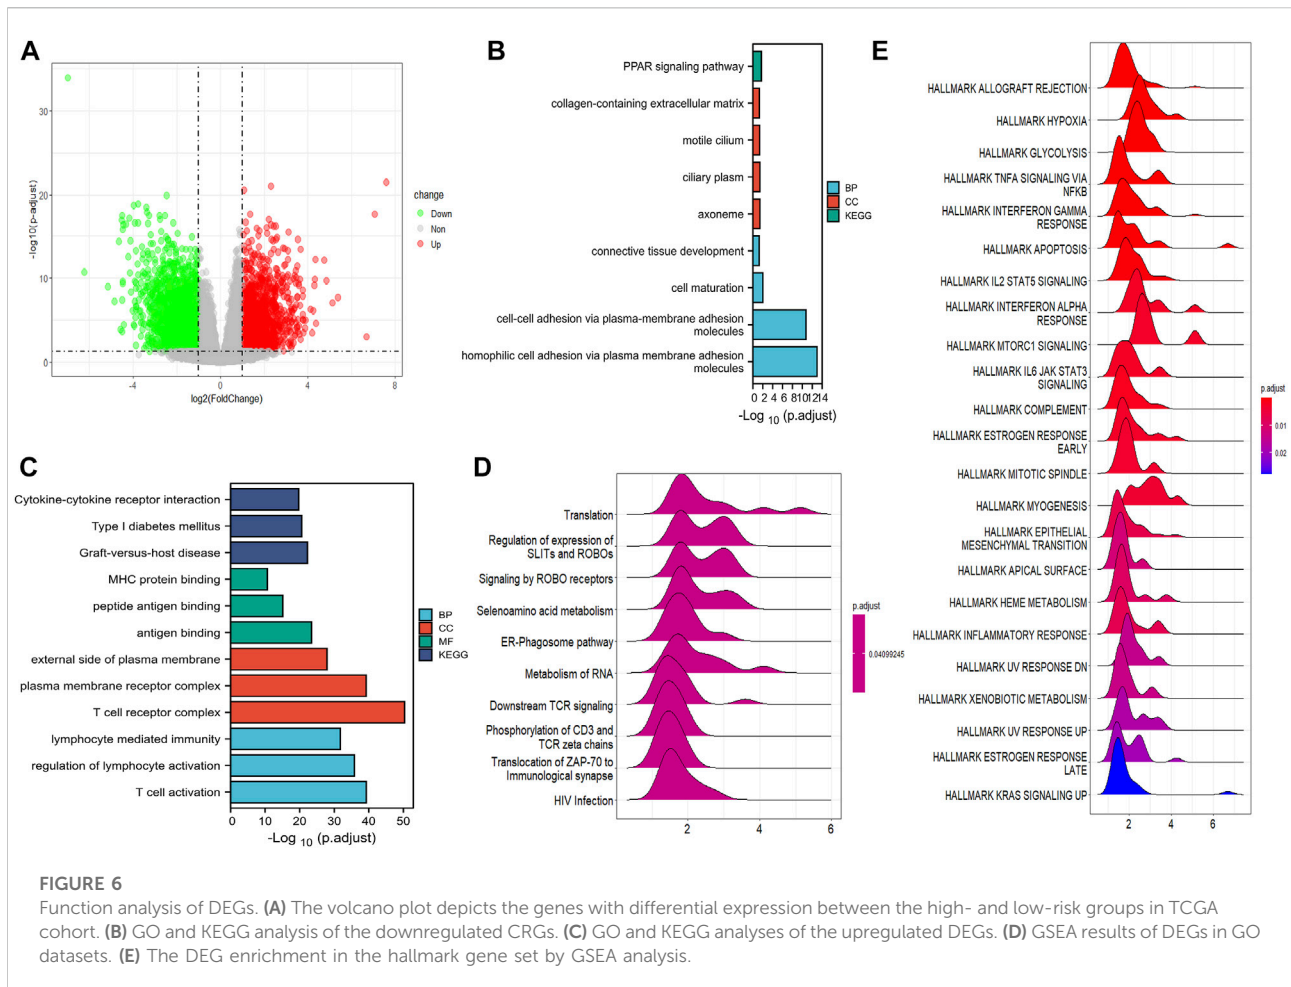 A
-log10(p-adjust)
30
20
10
0
-4
0
4
8
log2(FoldChange)
change
Down
Non
Up
B
PPAR signaling pathway
collagen-containing extracellular matrix
motile cilium
ciliary plasm
axoneme
connective tissue development
cell maturation
cell-cell adhesion via plasma-membrane adhesion
molecules
homophilic cell adhesion via plasma membrane adhesion
molecules
0 2 4 6 8 10 12 14
-Log 10 (p.adjust)
BP
CC
KEGG
C
Cytokine-cytokine receptor interaction
Type I diabetes mellitus
Graft-versus-host disease
MHC protein binding
peptide antigen binding
antigen binding
external side of plasma membrane
plasma membrane receptor complex
T cell receptor complex
lymphocyte mediated immunity
regulation of lymphocyte activation
T cell activation
0 10 20 30 40 50
-Log 10 (p.adjust)
BP
CC
MF
KEGG
D
Translation
Regulation of expression of
SLITs and ROBOs
Signaling by ROBO receptors
Selenoamino acid metabolism
ER-Phagosome pathway
Metabolism of RNA
Downstream TCR signaling
Phosphorylation of CD3 and
TCR zeta chains
Translocation of ZAP-70 to
Immunological synapse
HIV Infection
2 4 6
p.adjust
0.04099245
E
HALLMARK ALLOGRAFT REJECTION
HALLMARK HYPOXIA
HALLMARK GLYCOLYSIS
HALLMARK TNFA SIGNALING VIA
NFKB
HALLMARK INTERFERON GAMMA
RESPONSE
HALLMARK APOPTOSIS
HALLMARK IL2 STAT5 SIGNALING
HALLMARK INTERFERON ALPHA
RESPONSE
HALLMARK MTORC1 SIGNALING
HALLMARK IL6 JAK STAT3
SIGNALING
HALLMARK COMPLEMENT
HALLMARK ESTROGEN RESPONSE
EARLY
HALLMARK MITOTIC SPINDLE
HALLMARK MYOGENESIS
HALLMARK EPITHELIAL
MESENCHYMAL TRANSITION
HALLMARK APICAL SURFACE
HALLMARK HEME METABOLISM
HALLMARK INFLAMMATORY RESPONSE
HALLMARK UV RESPONSE DN
HALLMARK XENOBIOTIC METABOLISM
HALLMARK UV RESPONSE UP
HALLMARK ESTROGEN RESPONSE
LATE
HALLMARK KRAS SIGNALING UP
2 4 6
p.adjust
0.01
0.02
FIGURE 6
Function analysis of DEGs. (A) The volcano plot depicts the genes with differential expression between the high- and low-risk groups in TCGA
cohort. (B) GO and KEGG analysis of the downregulated CRGs. (C) GO and KEGG analyses of the upregulated DEGs. (D) GSEA results of DEGs in GO
datasets. (E) The DEG enrichment in the hallmark gene set by GSEA analysis.